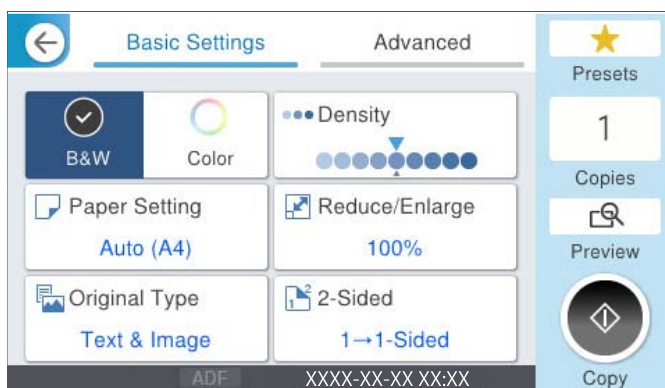 Basic Settings
Advanced
B&W
Color
Density
Paper Setting
Auto (A4)
Reduce/Enlarge
100%
Original Type
Text & Image
2-Sided
1→1-Sided
ADF
XXXX-XX-XX XX:XX
Presets
1
Copies
Preview
Copy